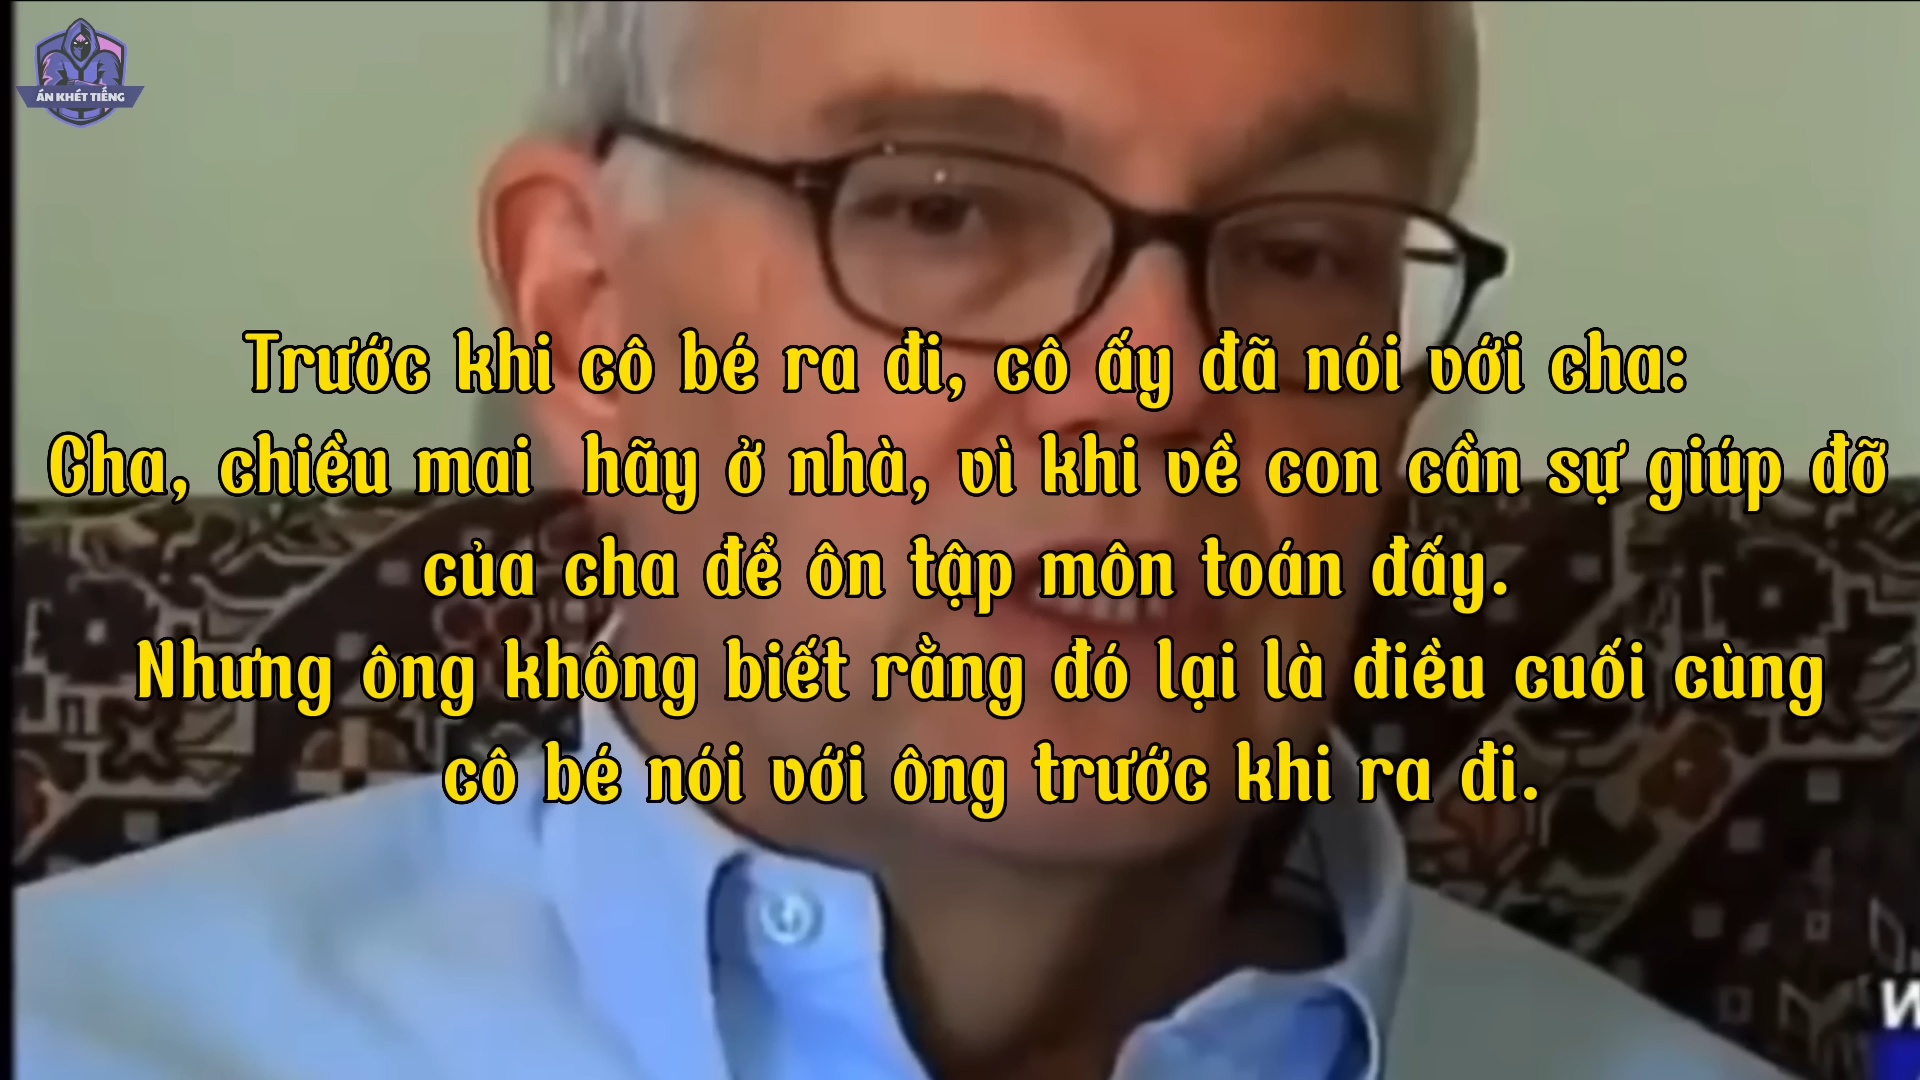 ÁN KHÉT TIẾNG
Trước khi cô bé ra đi, cô ấy đã nói với cha:
Cha, chiều mai hãy ở nhà, vì khi về con cần sự giúp đỡ
của cha để ôn tập môn toán đấy.
Nhưng ông không biết rằng đó lại là điều cuối cùng
cô bé nói với ông trước khi ra đi.